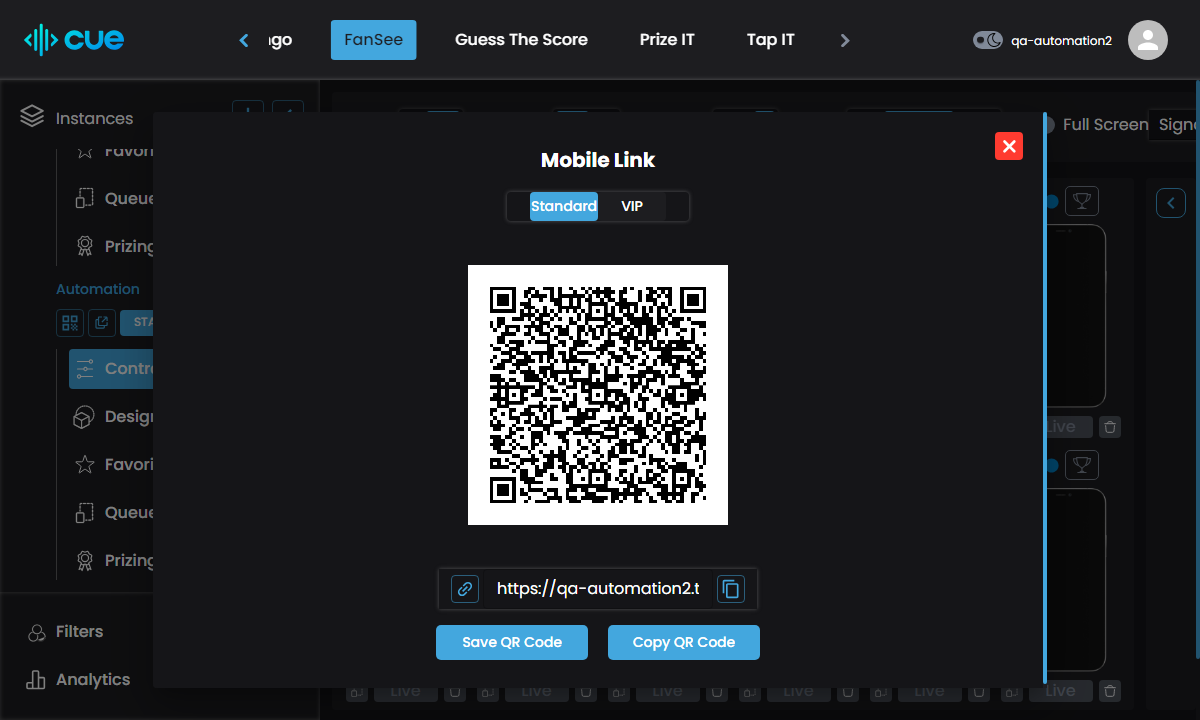 cue
ngo
FanSee
Guess The Score
Prize IT
Tap IT
qa-automation2
Instances
Full Screen
Favori
Queue
Prizing
Automation
STA
Contro
Design
Favori
Queue
Prizing
Filters
Analytics
Mobile Link
Standard
VIP
https://qa-automation2.t
Save QR Code
Copy QR Code
Live
Live
Live
Live
Live
Live
Live